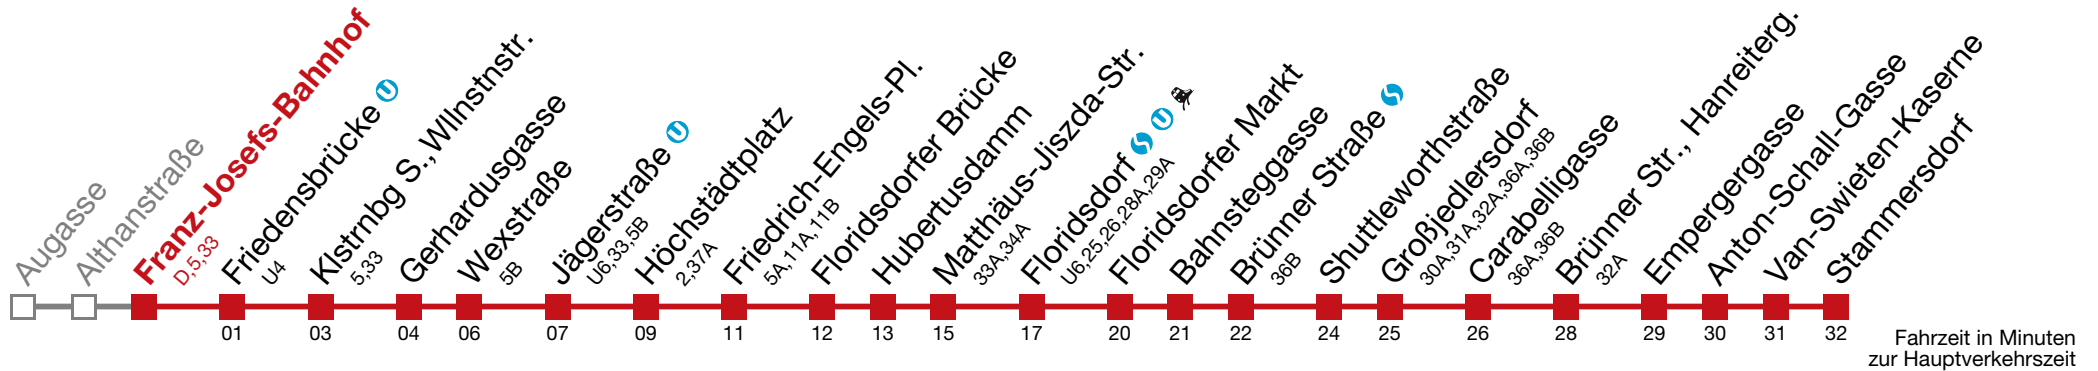 Augasse
Althanstraße
Franz-Josefs-Bahnhof
D,5,33
Friedensbrücke U
U4
01
Klstrnbg S., Wllnstnstr.
5,33
03
Gerhardusgasse
04
Wexstraße
5B
06
Jägerstraße U
U6,33,5B
07
Höchstädtplatz
2,37A
09
Friedrich-Engels-Pl.
5A,11A,11B
11
Floridsdorfer Brücke
12
Hubertusdamm
13
Matthäus-Jiszda-Str.
33A,34A
15
Floridsdorf S U
U6,25,26,28A,29A
17
Floridsdorfer Markt
20
Bahnsteggasse
21
Brünner Straße S
36B
22
Shuttleworthstraße
24
Großjedlersdorf
30A,31A,32A,36A,36B
25
Carabelligasse
36A,36B
26
Brünner Str., Hanreiterg.
32A
28
Empergergasse
29
Anton-Schall-Gasse
30
Van-Swieten-Kaserne
31
Stammersdorf
32
Fahrzeit in Minuten
zur Hauptverkehrszeit